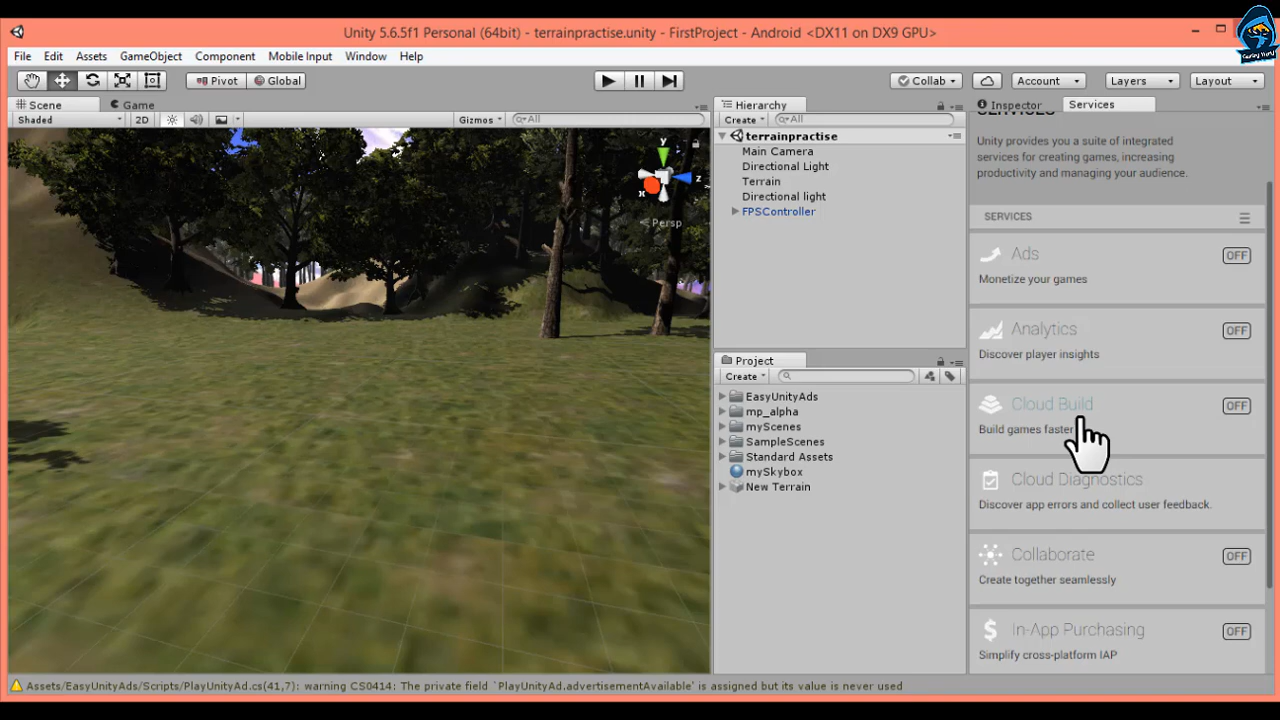 Unity 5.6.5f1 Personal (64bit) - terrainpractise.unity - FirstProject - Android <DX11 on DX9 GPU>
File Edit Assets GameObject Component Mobile Input Window Help
Pivot Global Collab Account Layers Layout
Scene Game
Shaded 2D Gizmos All
y
z
x
Persp
Hierarchy
Create All
terrainpractise
Main Camera
Directional Light
Terrain
Directional light
FPSController
Project
Create
EasyUnityAds
mp_alpha
myScenes
SampleScenes
Standard Assets
mySkybox
New Terrain
Inspector Services
SERVICES
Unity provides you a suite of integrated
services for creating games, increasing
productivity and managing your audience.
SERVICES
Ads OFF
Monetize your games
Analytics OFF
Discover player insights
Cloud Build OFF
Build games faster
Cloud Diagnostics
Discover app errors and collect user feedback.
Collaborate OFF
Create together seamlessly
In-App Purchasing OFF
Simplify cross-platform IAP
Assets/EasyUnityAds/Scripts/PlayUnityAd.cs(41,7): warning CS0414: The private field `PlayUnityAd.advertisementAvailable' is assigned but its value is never used